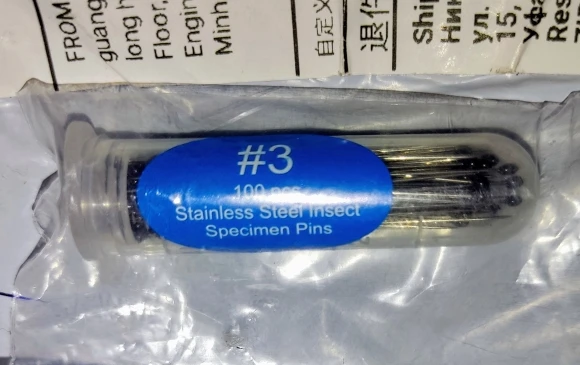 FROM
guang
long h
Floor,
Engin
Minh
自定义
退件
Ship
Ник
ул.
15,
Уфа
Res
#3
100 pcs
Stainless Steel Insect
Specimen Pins